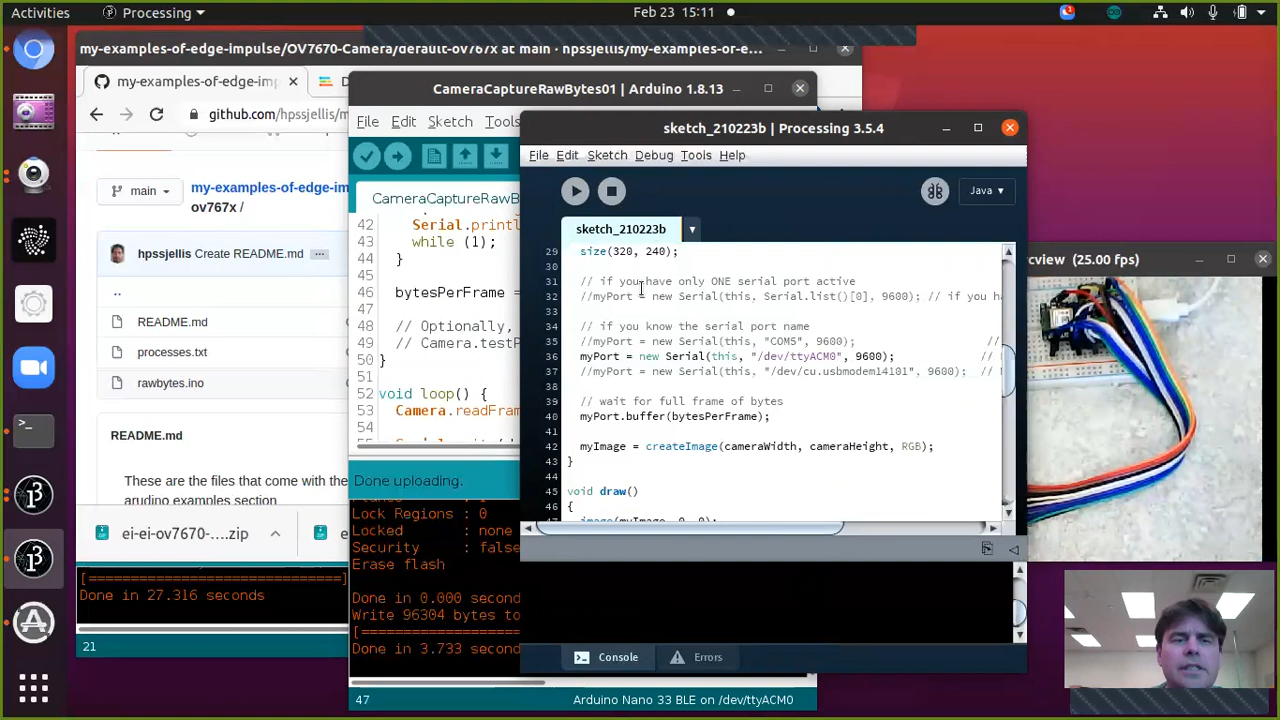 Activities
Processing
Feb 23 15:11
my-examples-of-edge-impulse/OV7670-Camera/default-ov767x at main · hpssjellis/my-examples-of-e...
my-examples-of-edge-imp
D
github.com/hpssjellis/m
main
my-examples-of-edge-im
ov767x /
hpssjellis Create README.md
..
README.md
processes.txt
rawbytes.ino
README.md
These are the files that come with the
arudino examples section
ei-ei-ov7670-....zip
ei-
[=============================]
Done in 27.316 seconds
21
CameraCaptureRawBytes01 | Arduino 1.8.13
File Edit Sketch Tools
CameraCaptureRawB
42 Serial.println
43 while (1);
44 }
45
46 bytesPerFrame =
47
48 // Optionally,
49 // Camera.testP
50 }
51
52 void loop() {
53 Camera.readFram
54
Done uploading.
Lock Regions : 0
Locked : none
Security : false
Erase flash
Done in 0.000 second
Write 96304 bytes to
[====================
Done in 3.733 second
47
Arduino Nano 33 BLE on /dev/ttyACM0
sketch_210223b | Processing 3.5.4
File Edit Sketch Debug Tools Help
Java
sketch_210223b
29 size(320, 240);
30
31 // if you have only ONE serial port active
32 //myPort = new Serial(this, Serial.list()[0], 9600); // if you ha
33
34 // if you know the serial port name
35 //myPort = new Serial(this, "COM5", 9600); //
36 myPort = new Serial(this, "/dev/ttyACM0", 9600); //
37 //myPort = new Serial(this, "/dev/cu.usbmodem14101", 9600); //
38
39 // wait for full frame of bytes
40 myPort.buffer(bytesPerFrame);
41
42 myImage = createImage(cameraWidth, cameraHeight, RGB);
43 }
44
45 void draw()
46 {
47 image(myImage, 0, 0);
Console
Errors
cview (25.00 fps)